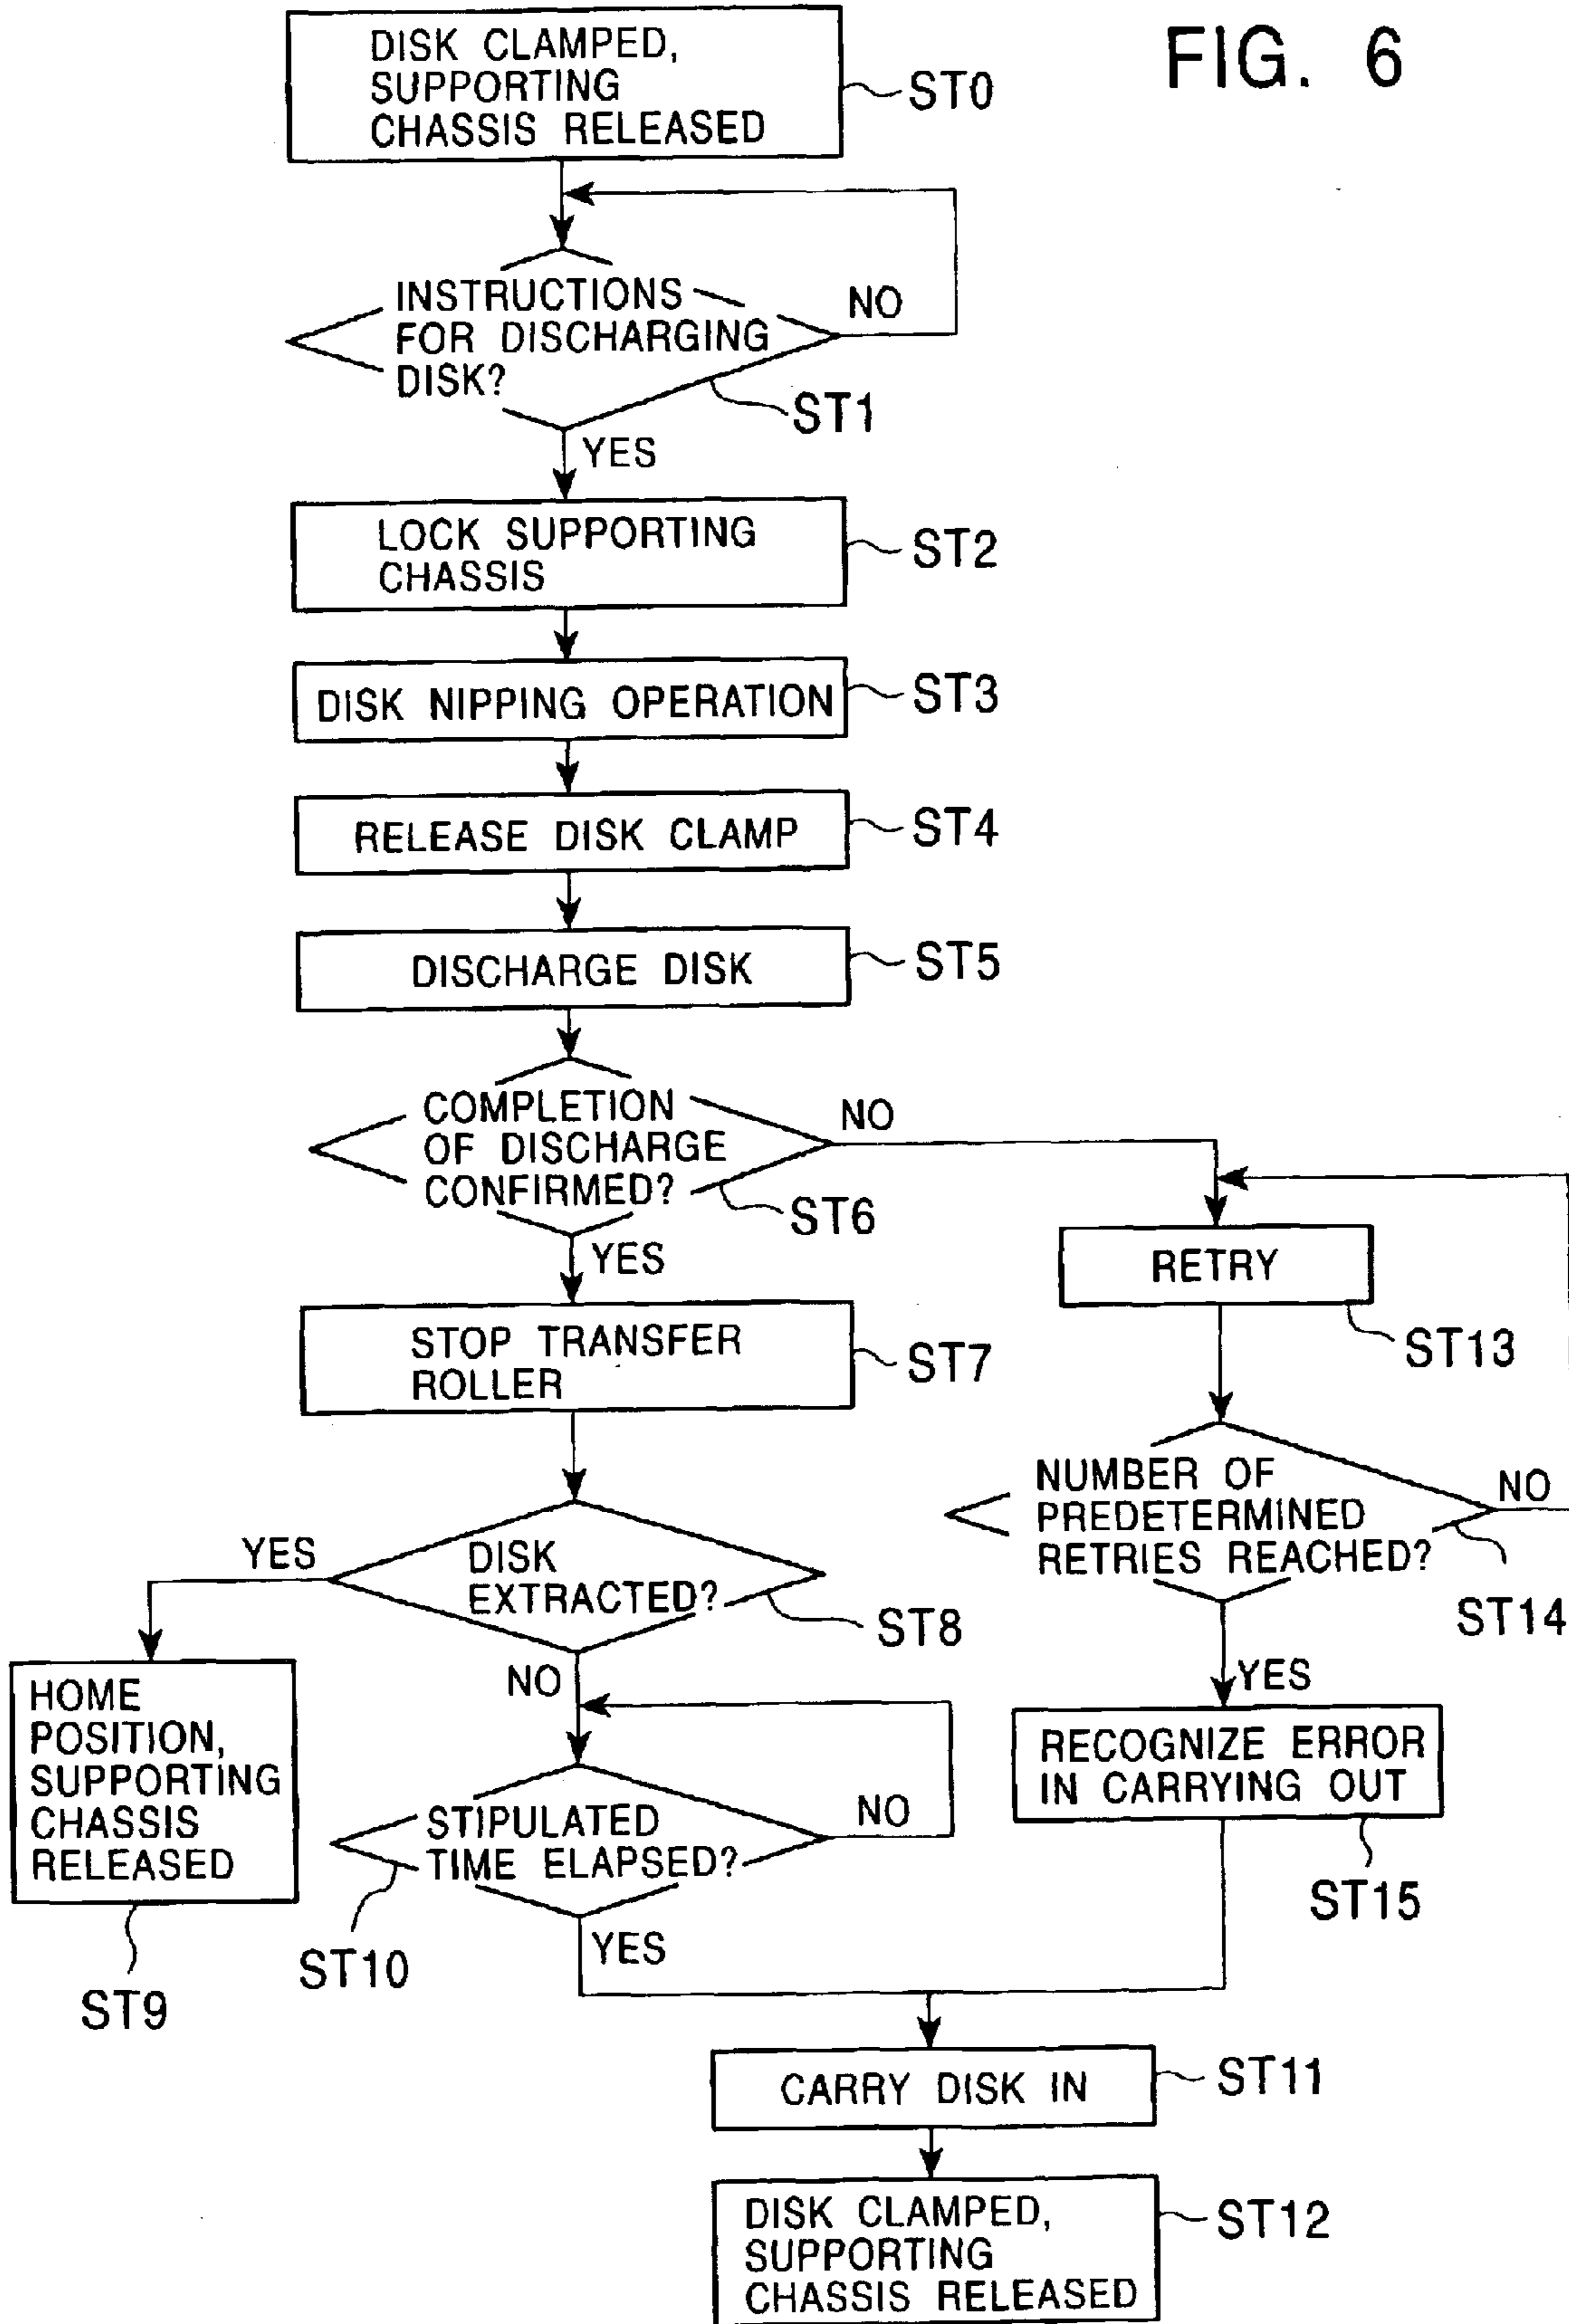 FIG. 6
DISK CLAMPED,
SUPPORTING
CHASSIS RELEASED
ST0
INSTRUCTIONS
FOR DISCHARGING
DISK?
NO
ST1
YES
LOCK SUPPORTING
CHASSIS
ST2
DISK NIPPING OPERATION
ST3
RELEASE DISK CLAMP
ST4
DISCHARGE DISK
ST5
COMPLETION
OF DISCHARGE
CONFIRMED?
NO
ST6
YES
STOP TRANSFER
ROLLER
ST7
RETRY
ST13
NUMBER OF
PREDETERMINED
RETRIES REACHED?
NO
ST14
YES
DISK
EXTRACTED?
YES
ST8
NO
HOME
POSITION,
SUPPORTING
CHASSIS
RELEASED
ST9
STIPULATED
TIME ELAPSED?
NO
ST10
YES
RECOGNIZE ERROR
IN CARRYING OUT
ST15
CARRY DISK IN
ST11
DISK CLAMPED,
SUPPORTING
CHASSIS RELEASED
ST12